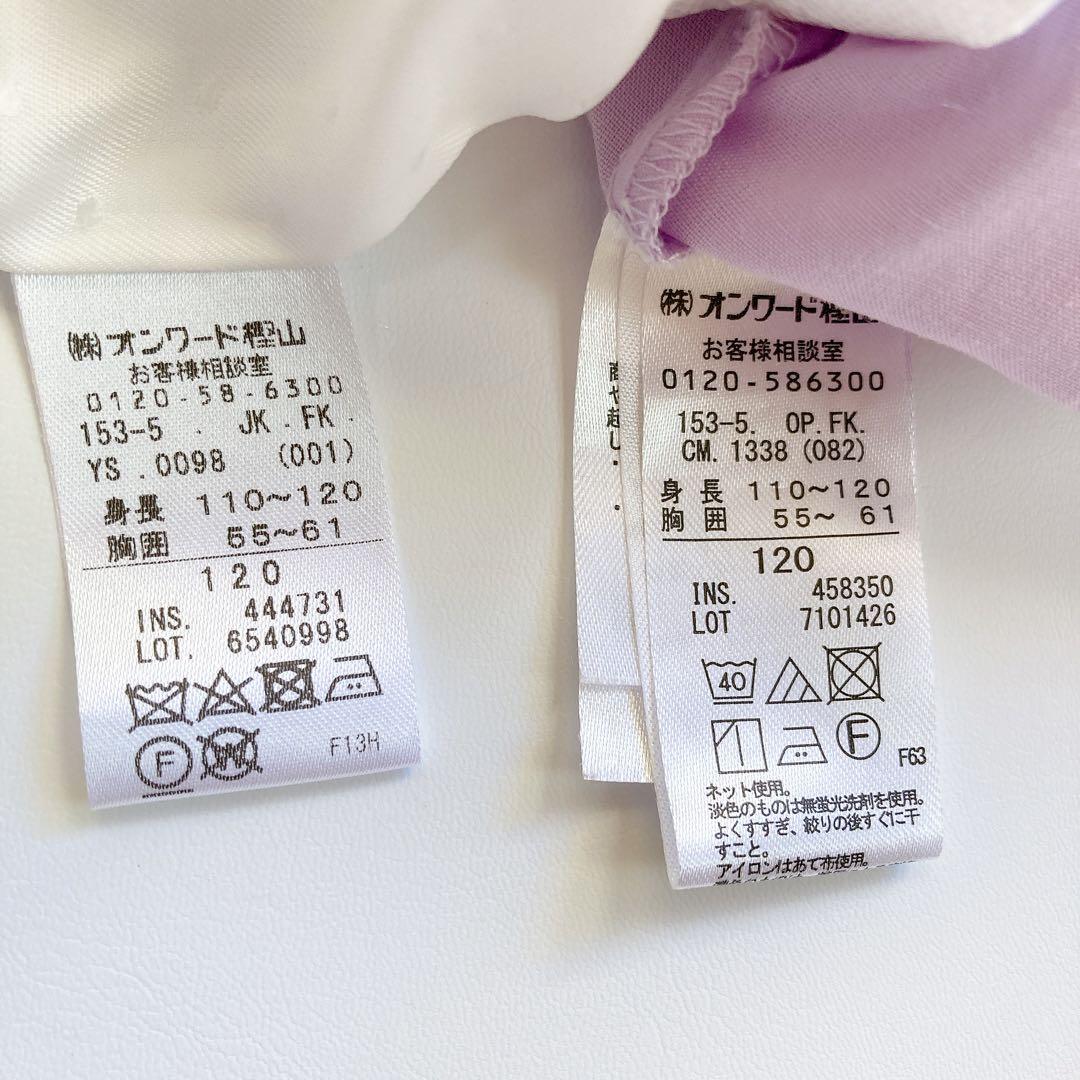 (株)オンワード樫山
お客様相談室
0120-58-6300
153-5 . JK . FK .
YS .0098 (001)
身長 110〜120
胸囲 55〜61
120
INS. 444731
LOT. 6540998
F
W
F13H
(株)オンワード樫山
お客様相談室
0120-586300
153-5. OP.FK.
CM. 1338 (082)
身長 110〜120
胸囲 55〜 61
120
INS. 458350
LOT 7101426
40
F
F63
ネット使用。
淡色のものは無蛍光洗剤を使用。
よくすすぎ、絞りの後すぐに干
すこと。
アイロンはあて布使用。